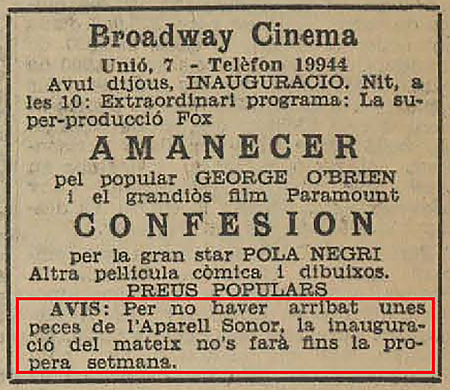 Broadway Cinema
Unió, 7 - Telèfon 19944
Avui dijous, INAUGURACIO. Nit, a
les 10: Extraordinari programa: La su-
per-producció Fox
AMANECER
pel popular GEORGE O'BRIEN
i el grandiòs film Paramount
CONFESION
per la gran star POLA NEGRI
Altra pel·lícula còmica i dibuixos.
PREUS POPULARS
AVIS: Per no haver arribat unes
peces de l'Aparell Sonor, la inaugura-
ció del mateix no's farà fins la pro-
pera setmana.